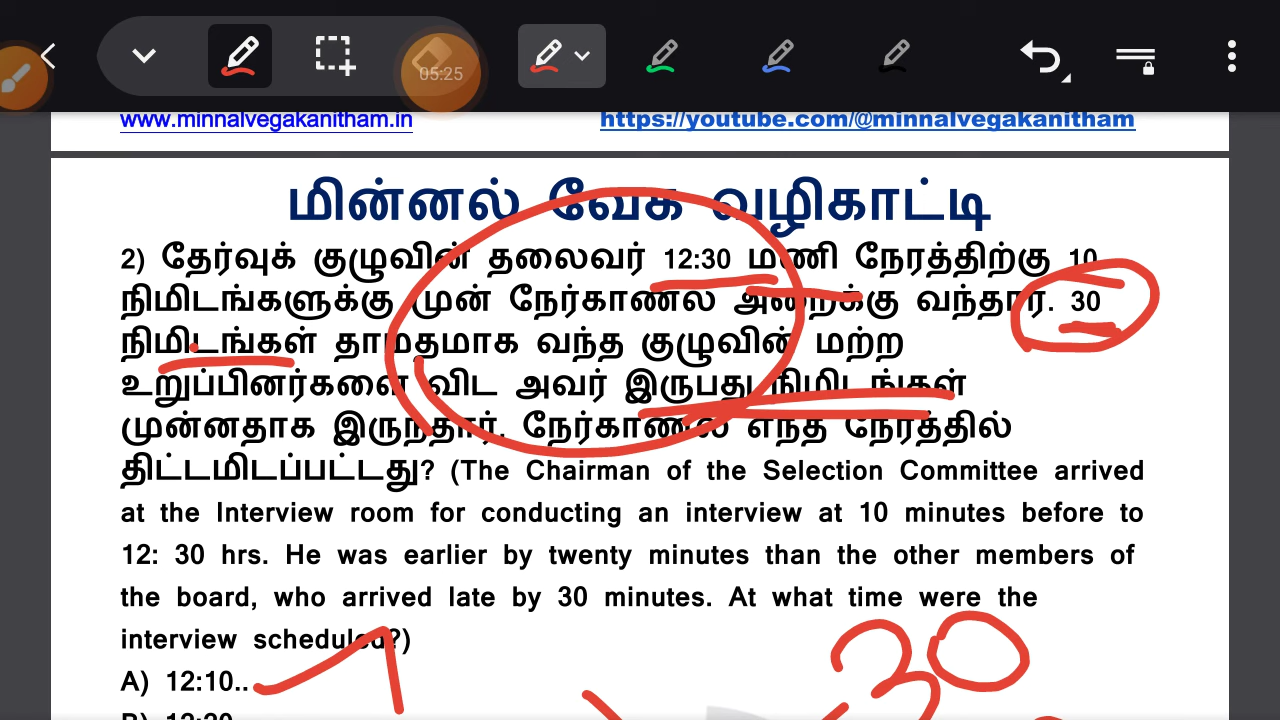 05:25
www.minnalvegakanitham.in https://youtube.com/@minnalvegakanitham
மின்னல் வேக வழிகாட்டி
2) தேர்வுக் குழுவின் தலைவர் 12:30 மணி நேரத்திற்கு 10
நிமிடங்களுக்கு முன் நேர்காணல் அறைக்கு வந்தார். 30
நிமிடங்கள் தாமதமாக வந்த குழுவின் மற்ற
உறுப்பினர்களை விட அவர் இருபது நிமிடங்கள்
முன்னதாக இருந்தார். நேர்காணல் எந்த நேரத்தில்
திட்டமிடப்பட்டது? (The Chairman of the Selection Committee arrived
at the Interview room for conducting an interview at 10 minutes before to
12: 30 hrs. He was earlier by twenty minutes than the other members of
the board, who arrived late by 30 minutes. At what time were the
interview scheduled?)
30
A) 12:10..